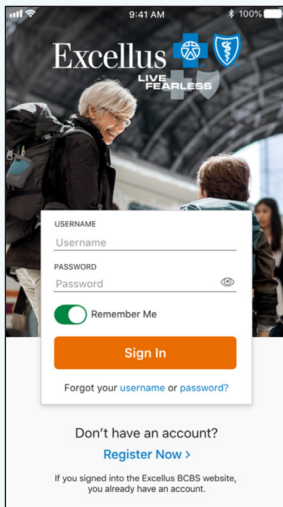 9:41 AM
100%
Excellus
LIVE
FEARLESS
USERNAME
Username
PASSWORD
Password
Remember Me
Sign In
Forgot your username or password?
Don't have an account?
Register Now >
If you signed into the Excellus BCBS website,
you already have an account.